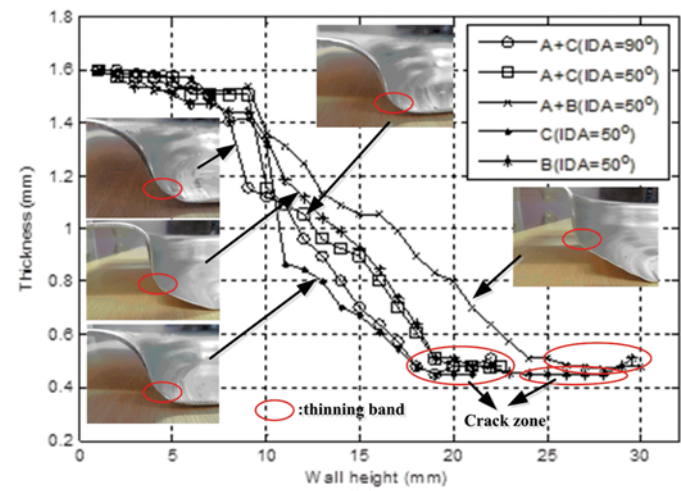 1.8
1.6
1.4
1.2
1
0.8
0.6
0.4
0.2
Thickness (mm)
0
5
10
15
20
25
30
Wall height (mm)
A+C(IDA=90°)
A+C(IDA=50°)
A+B(IDA=50°)
C(IDA=50°)
B(IDA=50°)
:thinning band
Crack zone